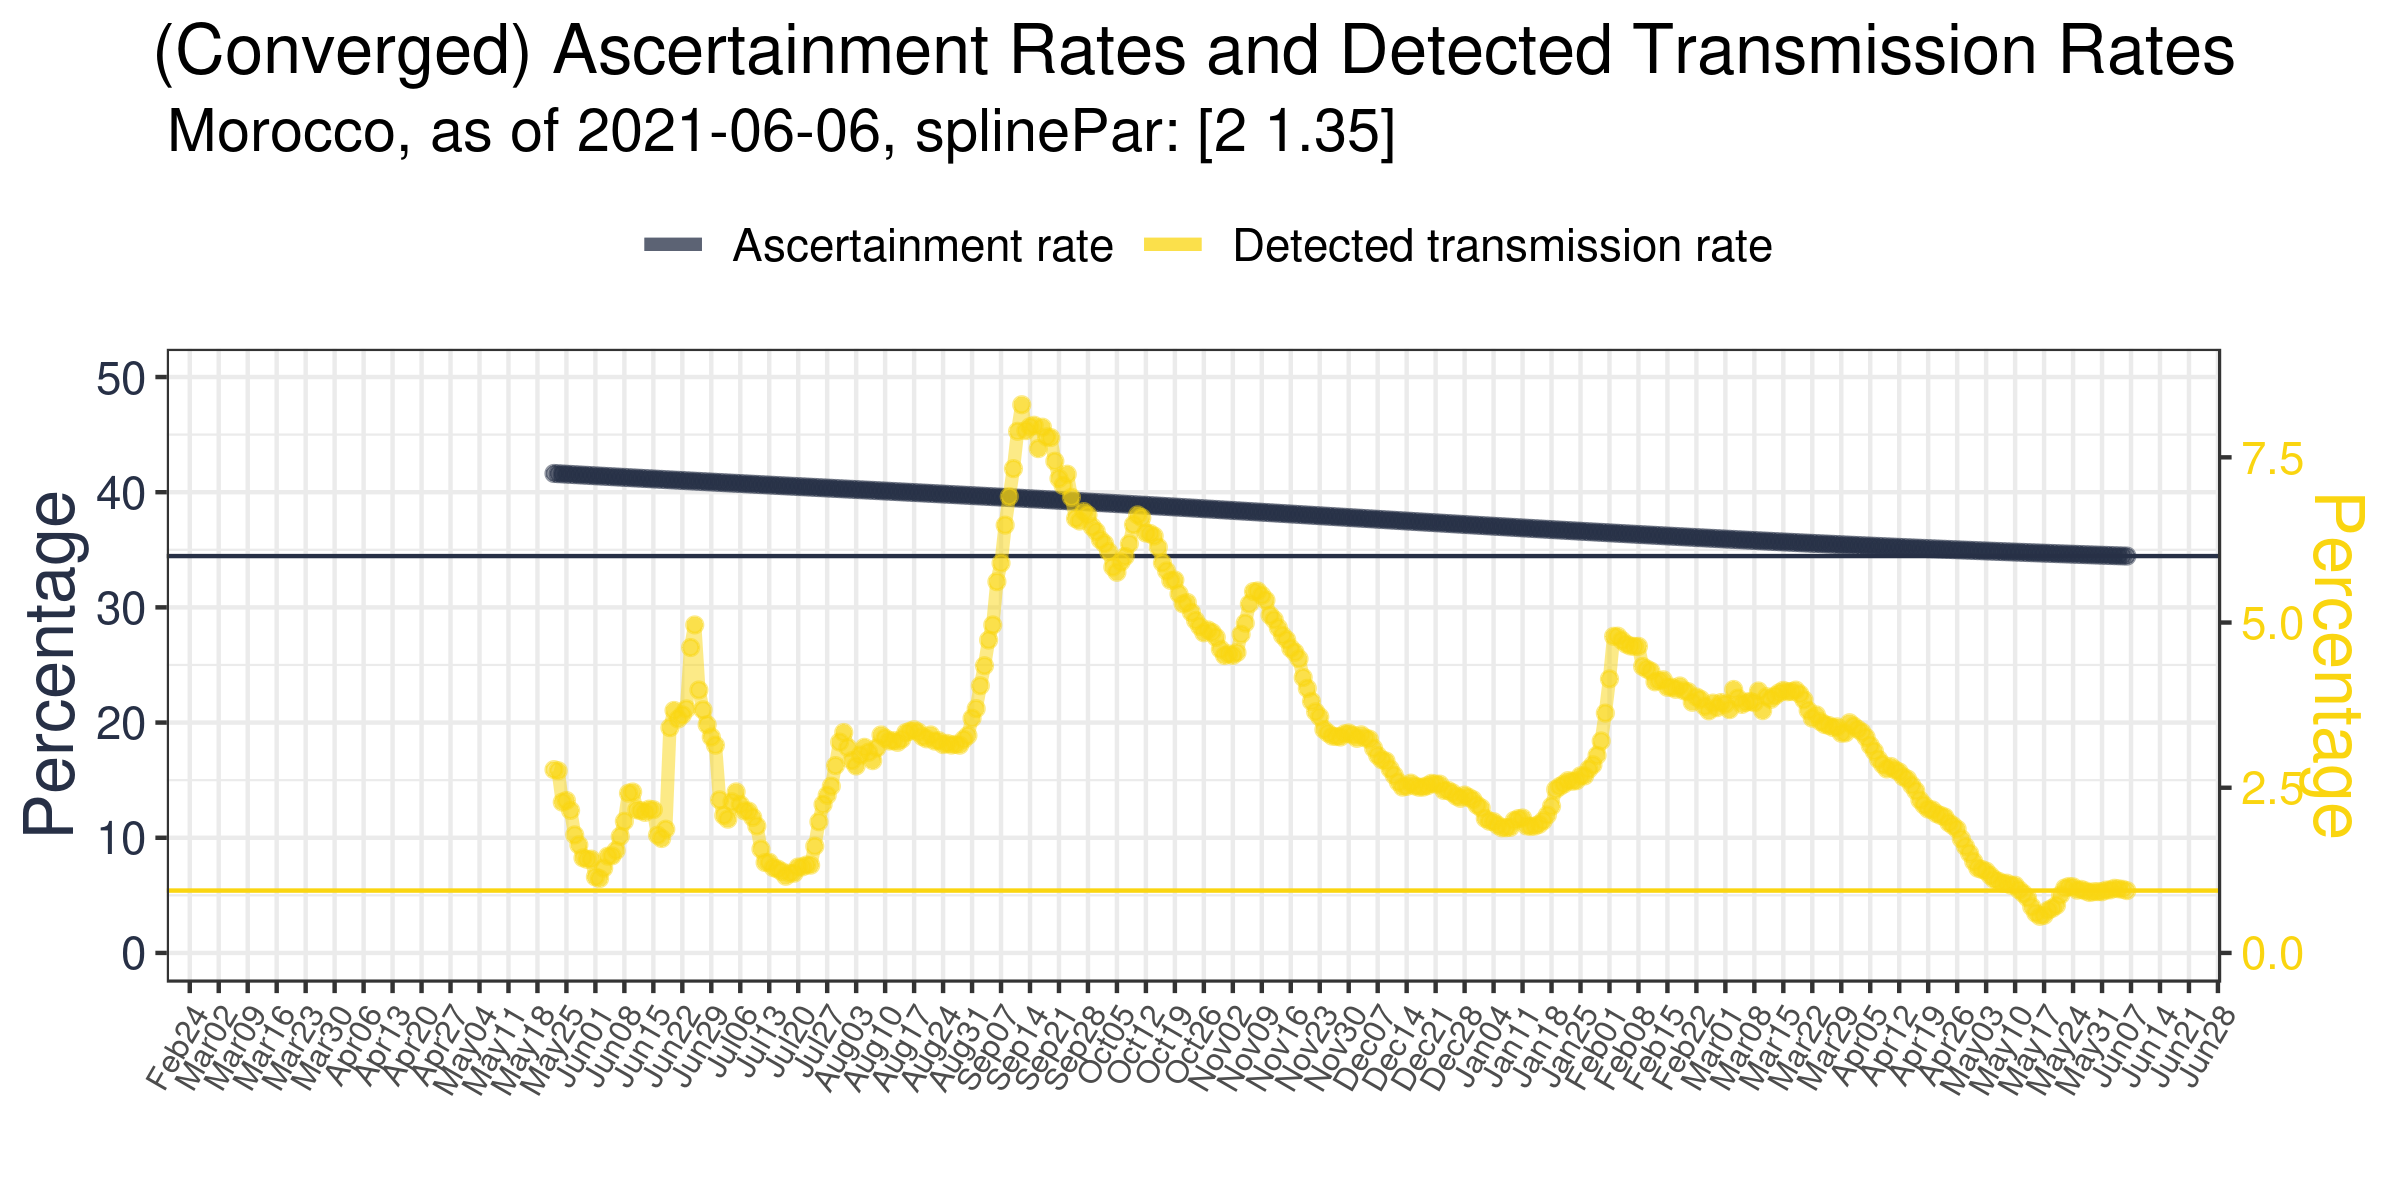 (Converged) Ascertainment Rates and Detected Transmission Rates
Morocco, as of 2021-06-06, splinePar: [2 1.35]
Ascertainment rate
Detected transmission rate
Percentage
50
40
30
20
10
0
7.5
5.0
2.5
0.0
Percentage
Feb24
Mar02
Mar09
Mar16
Mar23
Mar30
Apr06
Apr13
Apr20
Apr27
May04
May11
May18
May25
Jun01
Jun08
Jun15
Jun22
Jun29
Jul06
Jul13
Jul20
Jul27
Aug03
Aug10
Aug17
Aug24
Aug31
Sep07
Sep14
Sep21
Sep28
Oct05
Oct12
Oct19
Oct26
Nov02
Nov09
Nov16
Nov23
Nov30
Dec07
Dec14
Dec21
Dec28
Jan04
Jan11
Jan18
Jan25
Feb01
Feb08
Feb15
Feb22
Mar01
Mar08
Mar15
Mar22
Mar29
Apr05
Apr12
Apr19
Apr26
May03
May10
May17
May24
May31
Jun07
Jun14
Jun21
Jun28